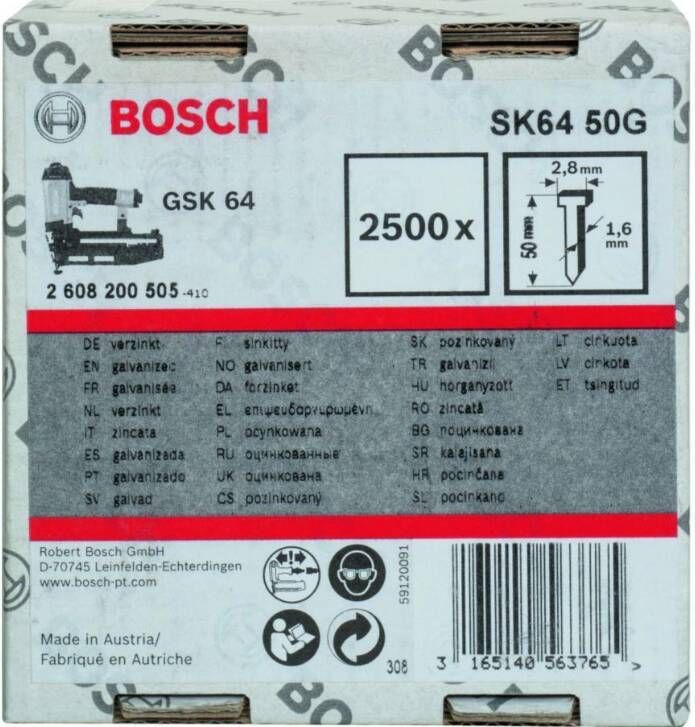 BOSCH
SK64 50G
GSK 64
2 608 200 505 -410
2500 x
2,8 mm
50 mm
1,6 mm
DE verzinkt
EN galvanized
FR galvanisée
NL verzinkt
IT zincata
ES galvanizada
PT galvanizado
SV galvad
F sinkitty
NO galvanisert
DA forzinket
EL
PL ocynkowana
RU оцинкованные
UK оцинкована
CS pozinkovaný
SK pozinkovaný
TR galvanizli
HU horganyzott
RO zincată
BG поцинкована
SR kalajisana
HR pocinčana
SL pocinkano
LT cinkuota
LV cinkota
ET tsingitud
Robert Bosch GmbH
D-70745 Leinfelden-Echterdingen
www.bosch-pt.com
Made in Austria/
Fabriqué en Autriche
59120091
308
3 165140 563765 >